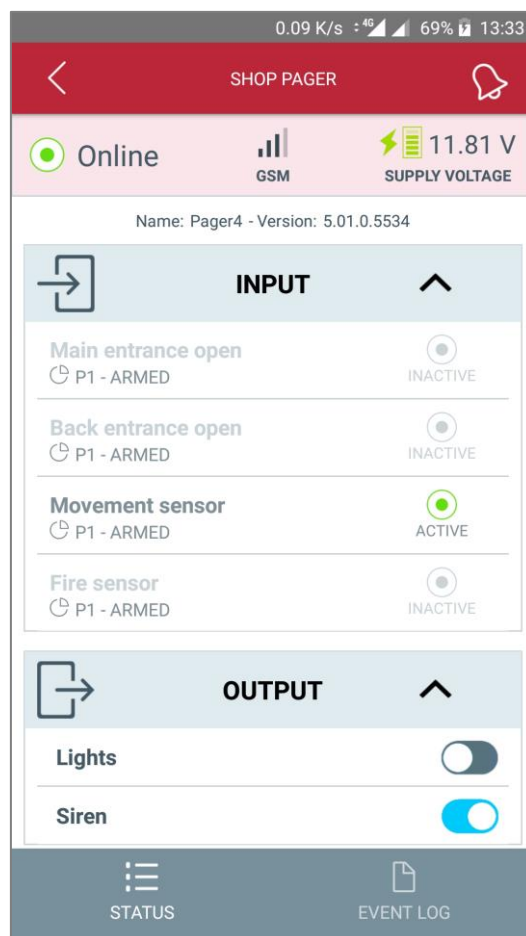 0.09 K/s 4G 69% 13:33
SHOP PAGER
Online
GSM
11.81 V
SUPPLY VOLTAGE
Name: Pager4 - Version: 5.01.0.5534
INPUT
Main entrance open
P1 - ARMED
INACTIVE
Back entrance open
P1 - ARMED
INACTIVE
Movement sensor
P1 - ARMED
ACTIVE
Fire sensor
P1 - ARMED
INACTIVE
OUTPUT
Lights
Siren
STATUS
EVENT LOG